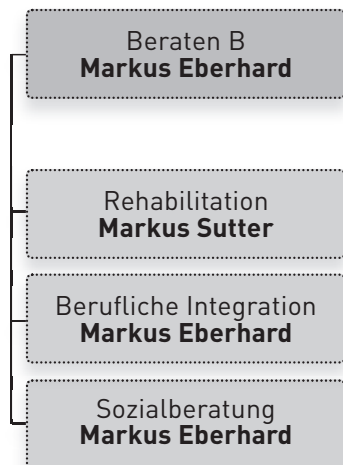 Beraten B
Markus Eberhard
Rehabilitation
Markus Sutter
Berufliche Integration
Markus Eberhard
Sozialberatung
Markus Eberhard